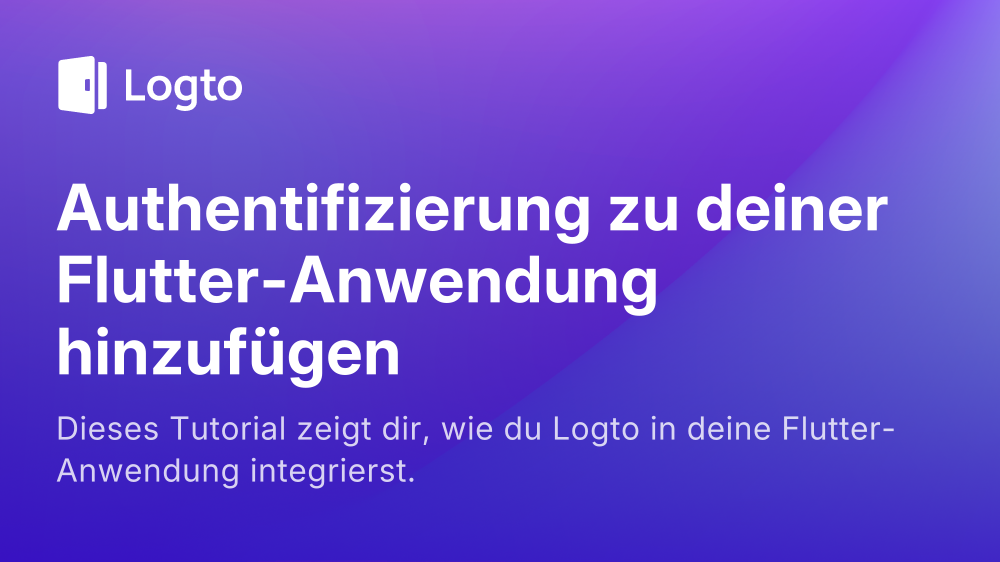 Logto
Authentifizierung zu deiner
Flutter-Anwendung
hinzufügen
Dieses Tutorial zeigt dir, wie du Logto in deine Flutter-
Anwendung integrierst.